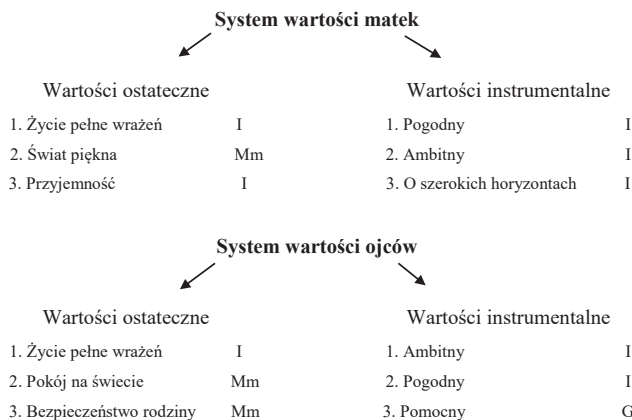 System wartości matek
Wartości ostateczne Wartości instrumentalne
1. Życie pełne wrażeń I 1. Pogodny I
2. Świat piękna Mm 2. Ambitny I
3. Przyjemność I 3. O szerokich horyzontach I
System wartości ojców
Wartości ostateczne Wartości instrumentalne
1. Życie pełne wrażeń I 1. Ambitny I
2. Pokój na świecie Mm 2. Pogodny I
3. Bezpieczeństwo rodziny Mm 3. Pomocny G